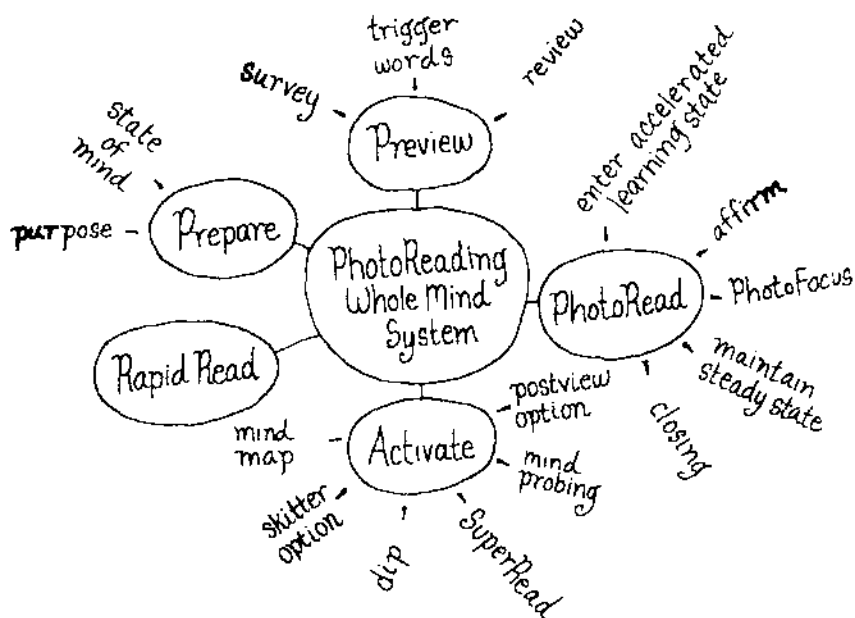 PhotoReading
Whole Mind
System
Prepare
purpose
state
of
mind
Preview
survey
trigger
words
review
PhotoRead
enter accelerated
learning state
affirm
PhotoFocus
maintain
steady state
closing
Activate
postview
option
mind
probing
SuperRead
dip
skitter
option
mind
map
Rapid Read